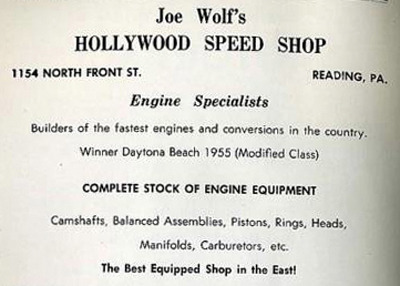 Joe Wolf's
HOLLYWOOD SPEED SHOP
1154 NORTH FRONT ST. READING, PA.
Engine Specialists
Builders of the fastest engines and conversions in the country.
Winner Daytona Beach 1955 (Modified Class)
COMPLETE STOCK OF ENGINE EQUIPMENT
Camshafts, Balanced Assemblies, Pistons, Rings, Heads,
Manifolds, Carburetors, etc.
The Best Equipped Shop in the East!